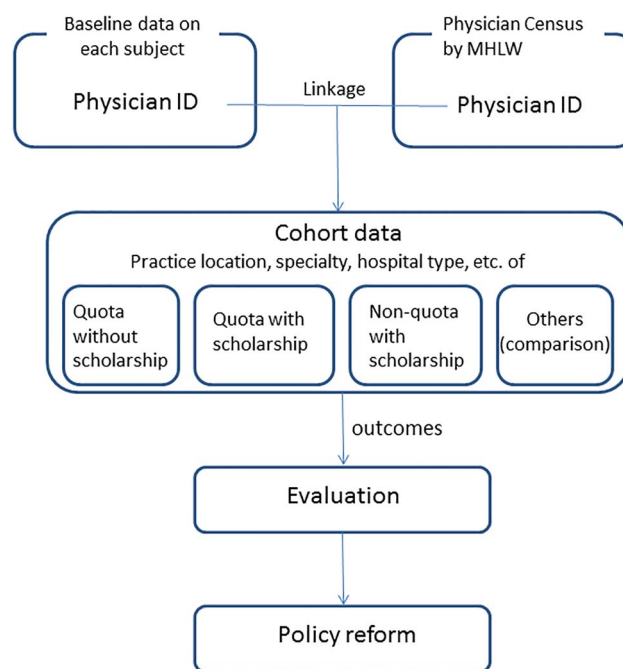 Baseline data on
each subject
Physician ID
Linkage
Physician Census
by MHLW
Physician ID
Cohort data
Practice location, specialty, hospital type, etc. of
Quota
without
scholarship
Quota with
scholarship
Non-quota
with
scholarship
Others
(comparison)
outcomes
Evaluation
Policy reform